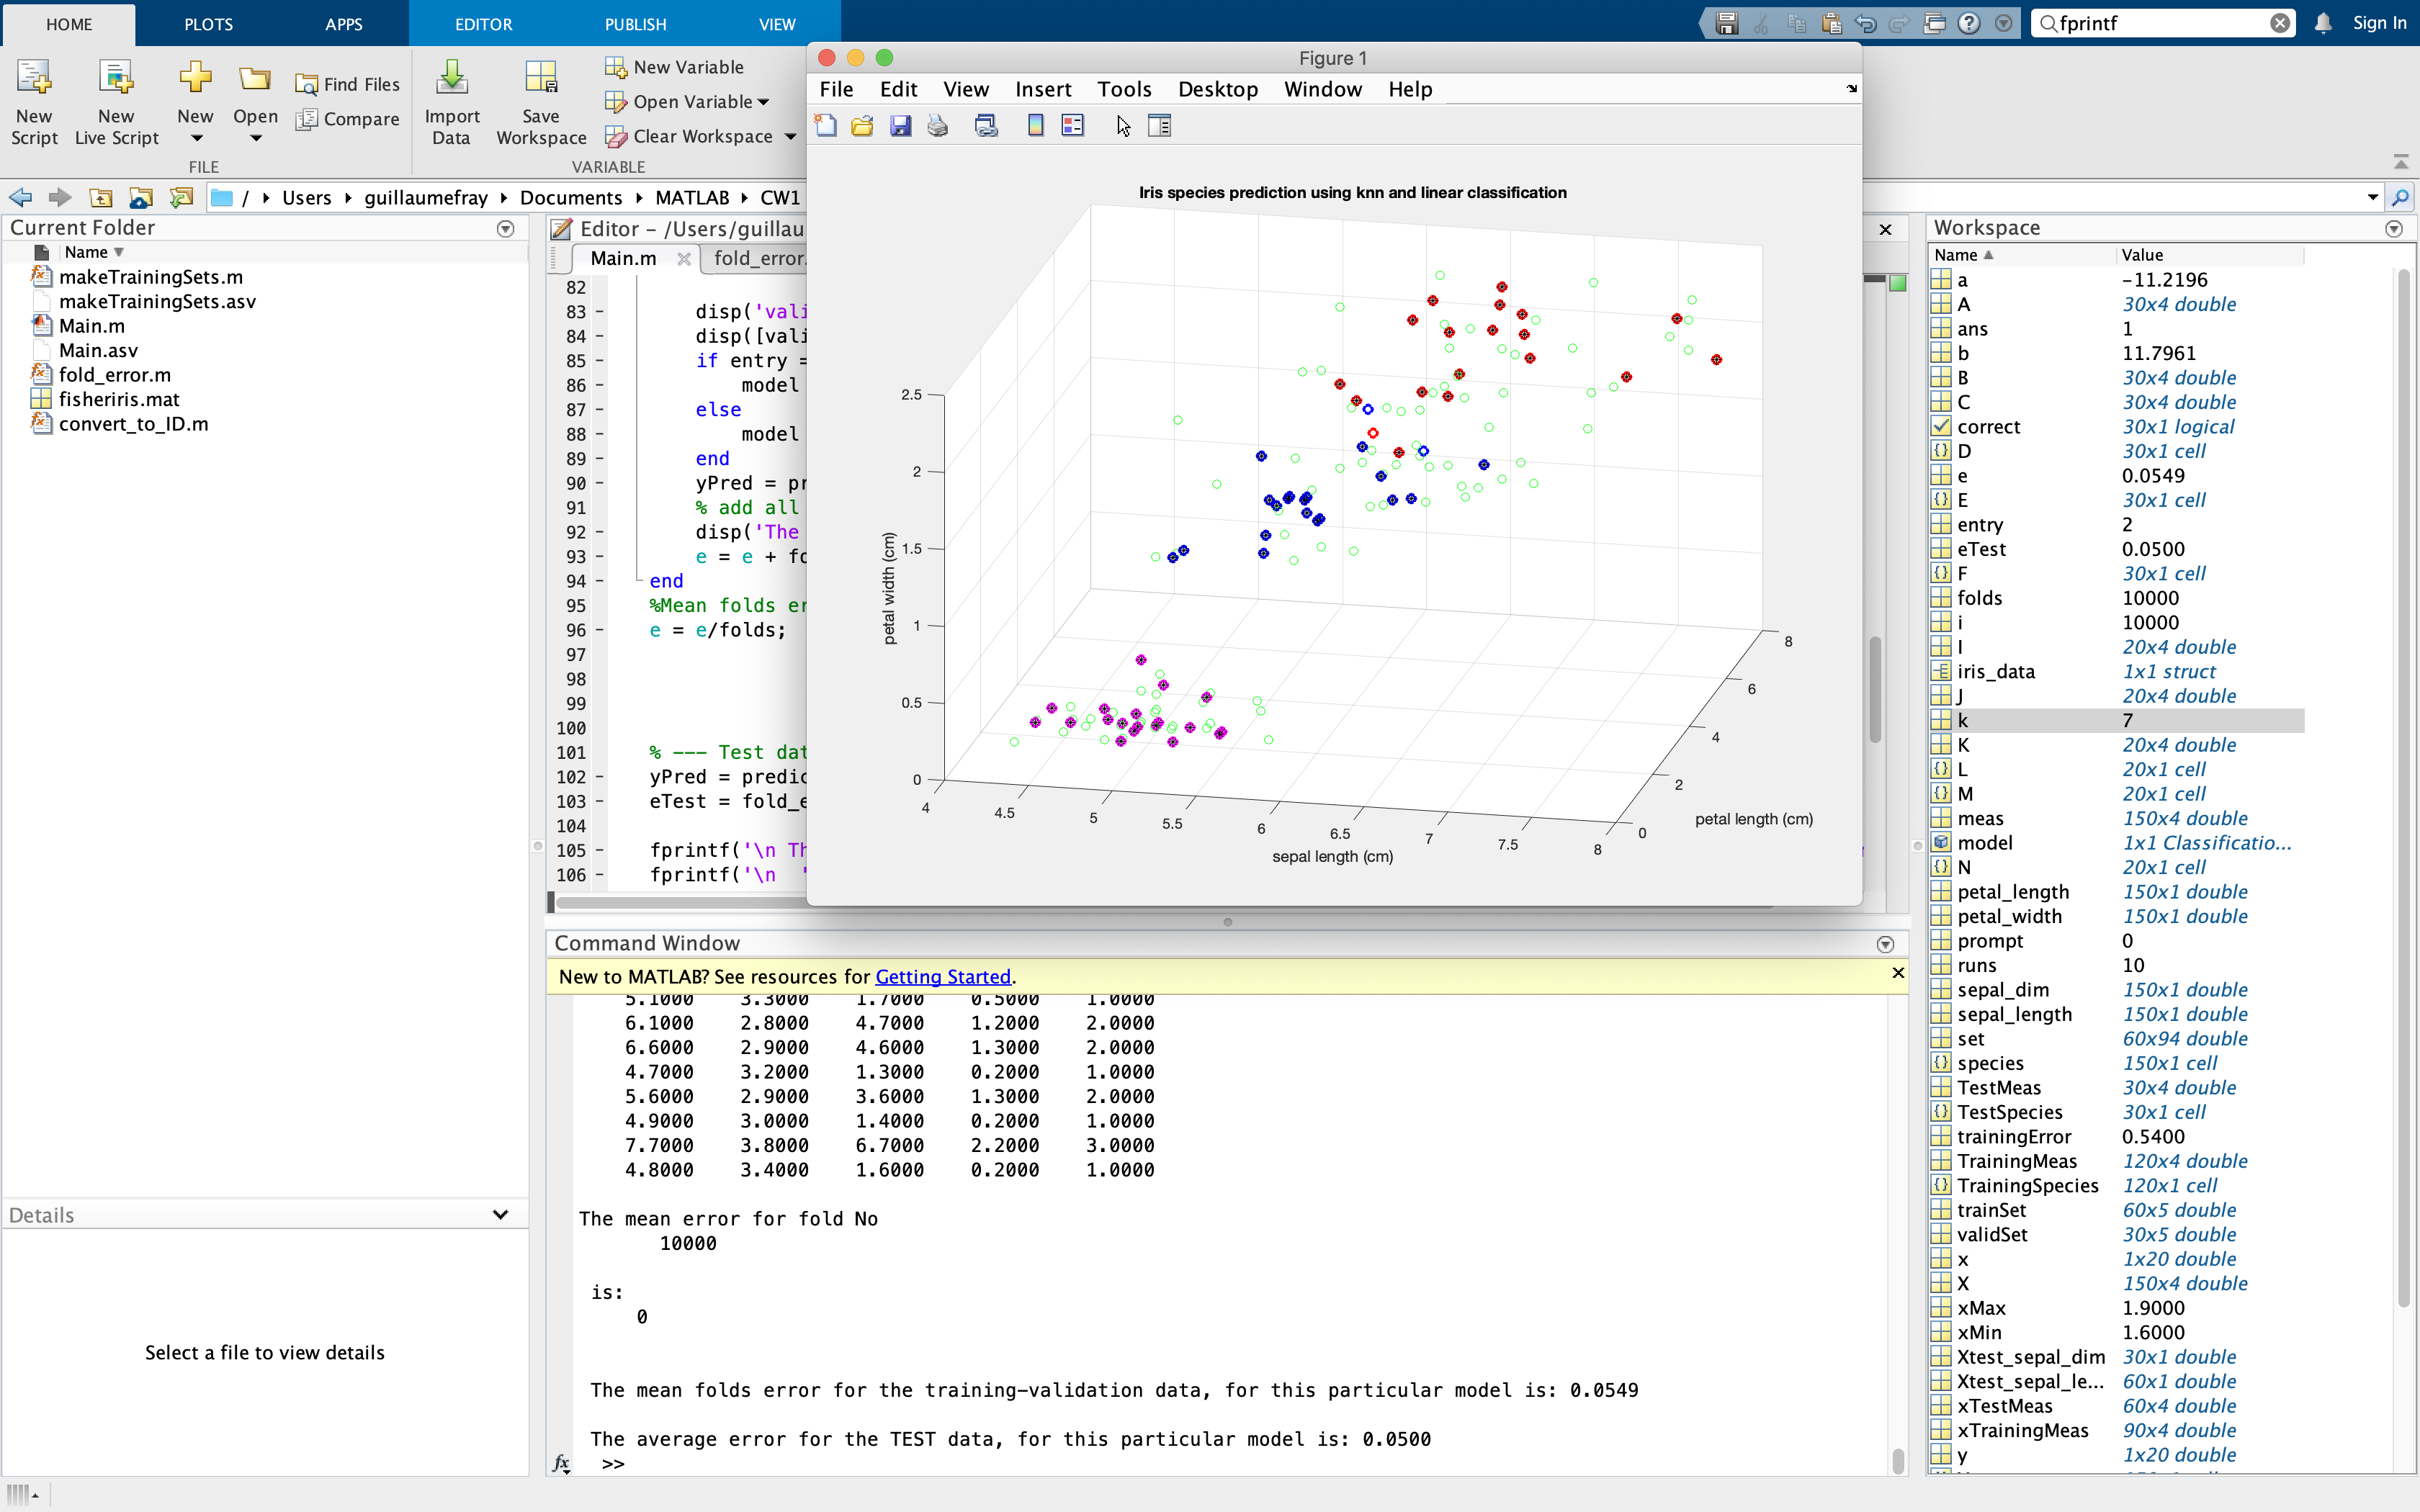 HOME PLOTS APPS EDITOR PUBLISH VIEW fprintf Sign In
New Script
New Live Script
New
Open
Find Files
Compare
FILE
Import Data
Save Workspace
New Variable
Open Variable
Clear Workspace
VARIABLE
/ Users guillaumefray Documents MATLAB CW1
Current Folder
Name
makeTrainingSets.m
makeTrainingSets.asv
Main.m
Main.asv
fold_error.m
fisheriris.mat
convert_to_ID.m
Details
Select a file to view details
Editor - /Users/guillau
Main.m fold_error.
82
83 - disp('vali
84 - disp([vali
85 - if entry =
86 - model
87 - else
88 - model
89 - end
90 - yPred = pr
91 % add all
92 - disp('The
93 - e = e + fo
94 - end
95 %Mean folds er
96 - e = e/folds;
97
98
99
100
101 % --- Test dat
102 - yPred = predic
103 - eTest = fold_e
104
105 - fprintf('\n Th
106 - fprintf('\n '
Figure 1
File Edit View Insert Tools Desktop Window Help
Iris species prediction using knn and linear classification
petal width (cm)
2.5
2
1.5
1
0.5
0
4 4.5 5 5.5 6 6.5 7 7.5 8
sepal length (cm)
0 2 4 6 8
petal length (cm)
Command Window
New to MATLAB? See resources for Getting Started.
5.1000 3.3000 1.7000 0.5000 1.0000
6.1000 2.8000 4.7000 1.2000 2.0000
6.6000 2.9000 4.6000 1.3000 2.0000
4.7000 3.2000 1.3000 0.2000 1.0000
5.6000 2.9000 3.6000 1.3000 2.0000
4.9000 3.0000 1.4000 0.2000 1.0000
7.7000 3.8000 6.7000 2.2000 3.0000
4.8000 3.4000 1.6000 0.2000 1.0000
The mean error for fold No
10000
is:
0
The mean folds error for the training-validation data, for this particular model is: 0.0549
The average error for the TEST data, for this particular model is: 0.0500
fx >>
Workspace
Name Value
a -11.2196
A 30x4 double
ans 1
b 11.7961
B 30x4 double
C 30x4 double
correct 30x1 logical
D 30x1 cell
e 0.0549
E 30x1 cell
entry 2
eTest 0.0500
F 30x1 cell
folds 10000
i 10000
I 20x4 double
iris_data 1x1 struct
J 20x4 double
k 7
K 20x4 double
L 20x1 cell
M 20x1 cell
meas 150x4 double
model 1x1 Classificatio...
N 20x1 cell
petal_length 150x1 double
petal_width 150x1 double
prompt 0
runs 10
sepal_dim 150x1 double
sepal_length 150x1 double
set 60x94 double
species 150x1 cell
TestMeas 30x4 double
TestSpecies 30x1 cell
trainingError 0.5400
TrainingMeas 120x4 double
TrainingSpecies 120x1 cell
trainSet 60x5 double
validSet 30x5 double
x 1x20 double
X 150x4 double
xMax 1.9000
xMin 1.6000
Xtest_sepal_dim 30x1 double
Xtest_sepal_le... 60x1 double
xTestMeas 60x4 double
xTrainingMeas 90x4 double
y 1x20 double